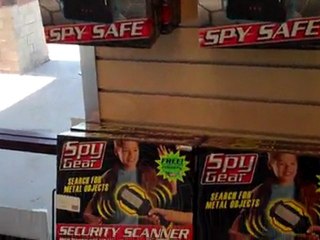 SPY SAFE
SPY SAFE
Spy
Gear
SEARCH FOR
METAL OBJECTS
FREE
SECURITY SCANNER
Spy
Gear
SEARCH FOR
METAL OBJECTS